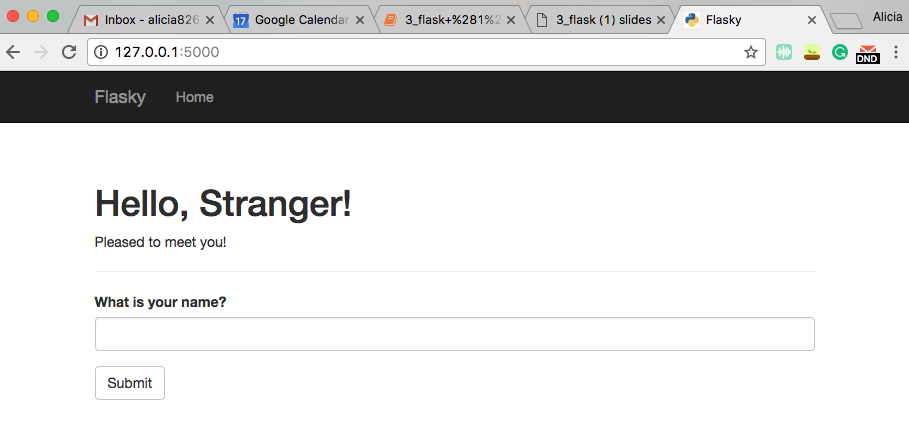 Inbox - alicia826
Google Calendar
3_flask+%281%2
3_flask (1) slides
Flasky
Alicia
127.0.0.1:5000
DND
Flasky
Home
Hello, Stranger!
Pleased to meet you!
What is your name?
Submit